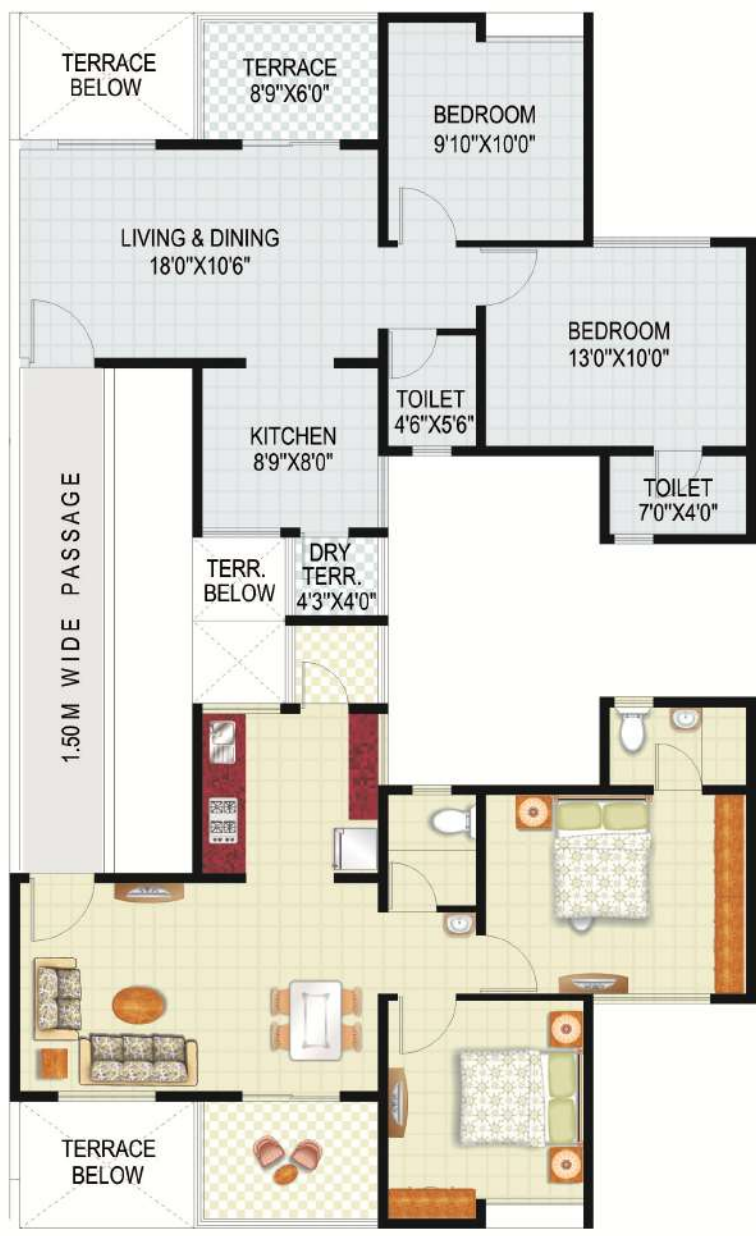 TERRACE
BELOW
TERRACE
8'9"X6'0"
BEDROOM
9'10"X10'0"
LIVING & DINING
18'0"X10'6"
BEDROOM
13'0"X10'0"
TOILET
4'6"X5'6"
KITCHEN
8'9"X8'0"
TOILET
7'0"X4'0"
1.50 M WIDE PASSAGE
TERR.
BELOW
DRY
TERR.
4'3"X4'0"
TERRACE
BELOW